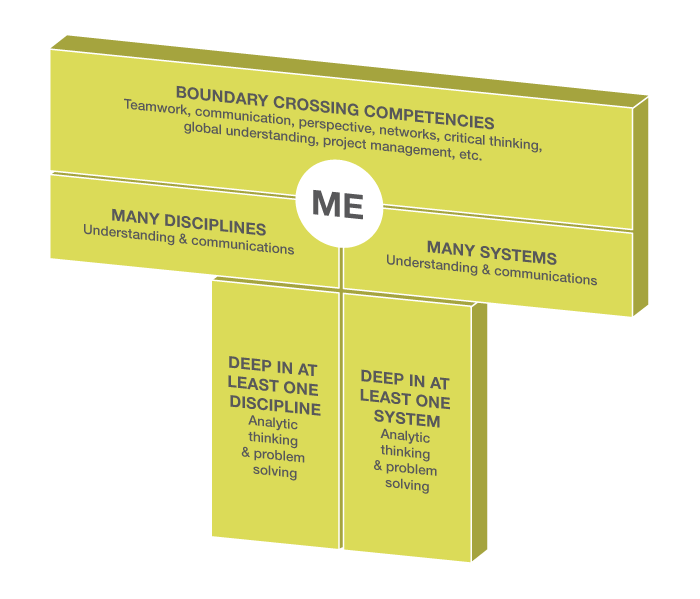 BOUNDARY CROSSING COMPETENCIES
Teamwork, communication, perspective, networks, critical thinking,
global understanding, project management, etc.
ME
MANY DISCIPLINES
Understanding & communications
MANY SYSTEMS
Understanding & communications
DEEP IN AT
LEAST ONE
DISCIPLINE
Analytic
thinking
& problem
solving
DEEP IN AT
LEAST ONE
SYSTEM
Analytic
thinking
& problem
solving